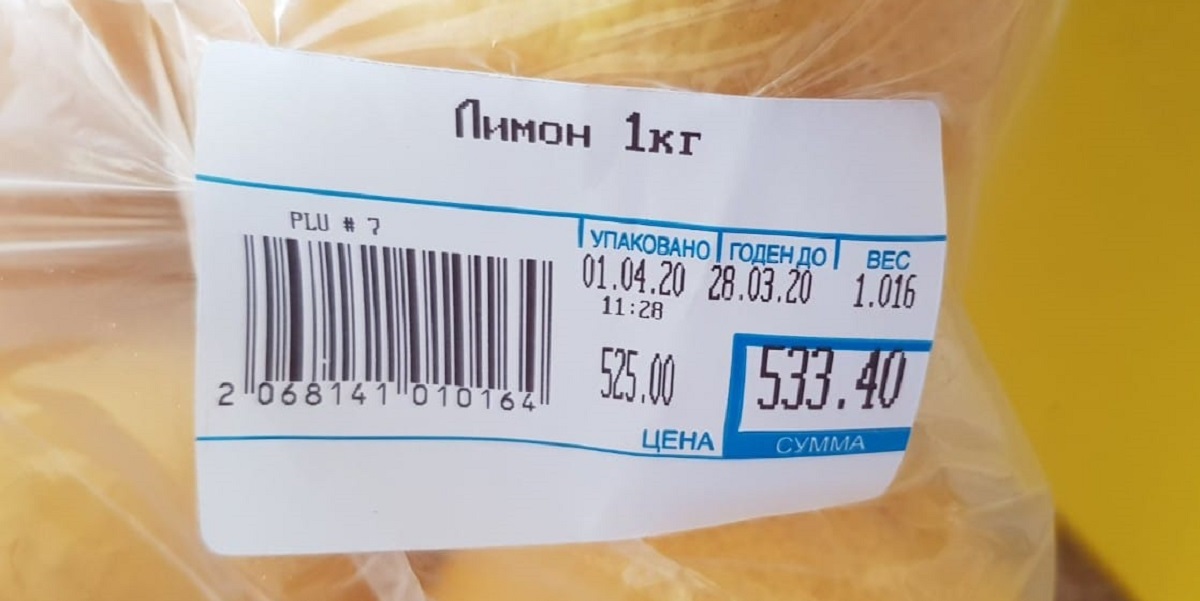 Лимон 1кг
PLU # 7
УПАКОВАНО ГОДЕН ДО ВЕС
01.04.20 28.03.20 1.016
11:28
525.00 533.40
2 068141 010164
ЦЕНА СУММА